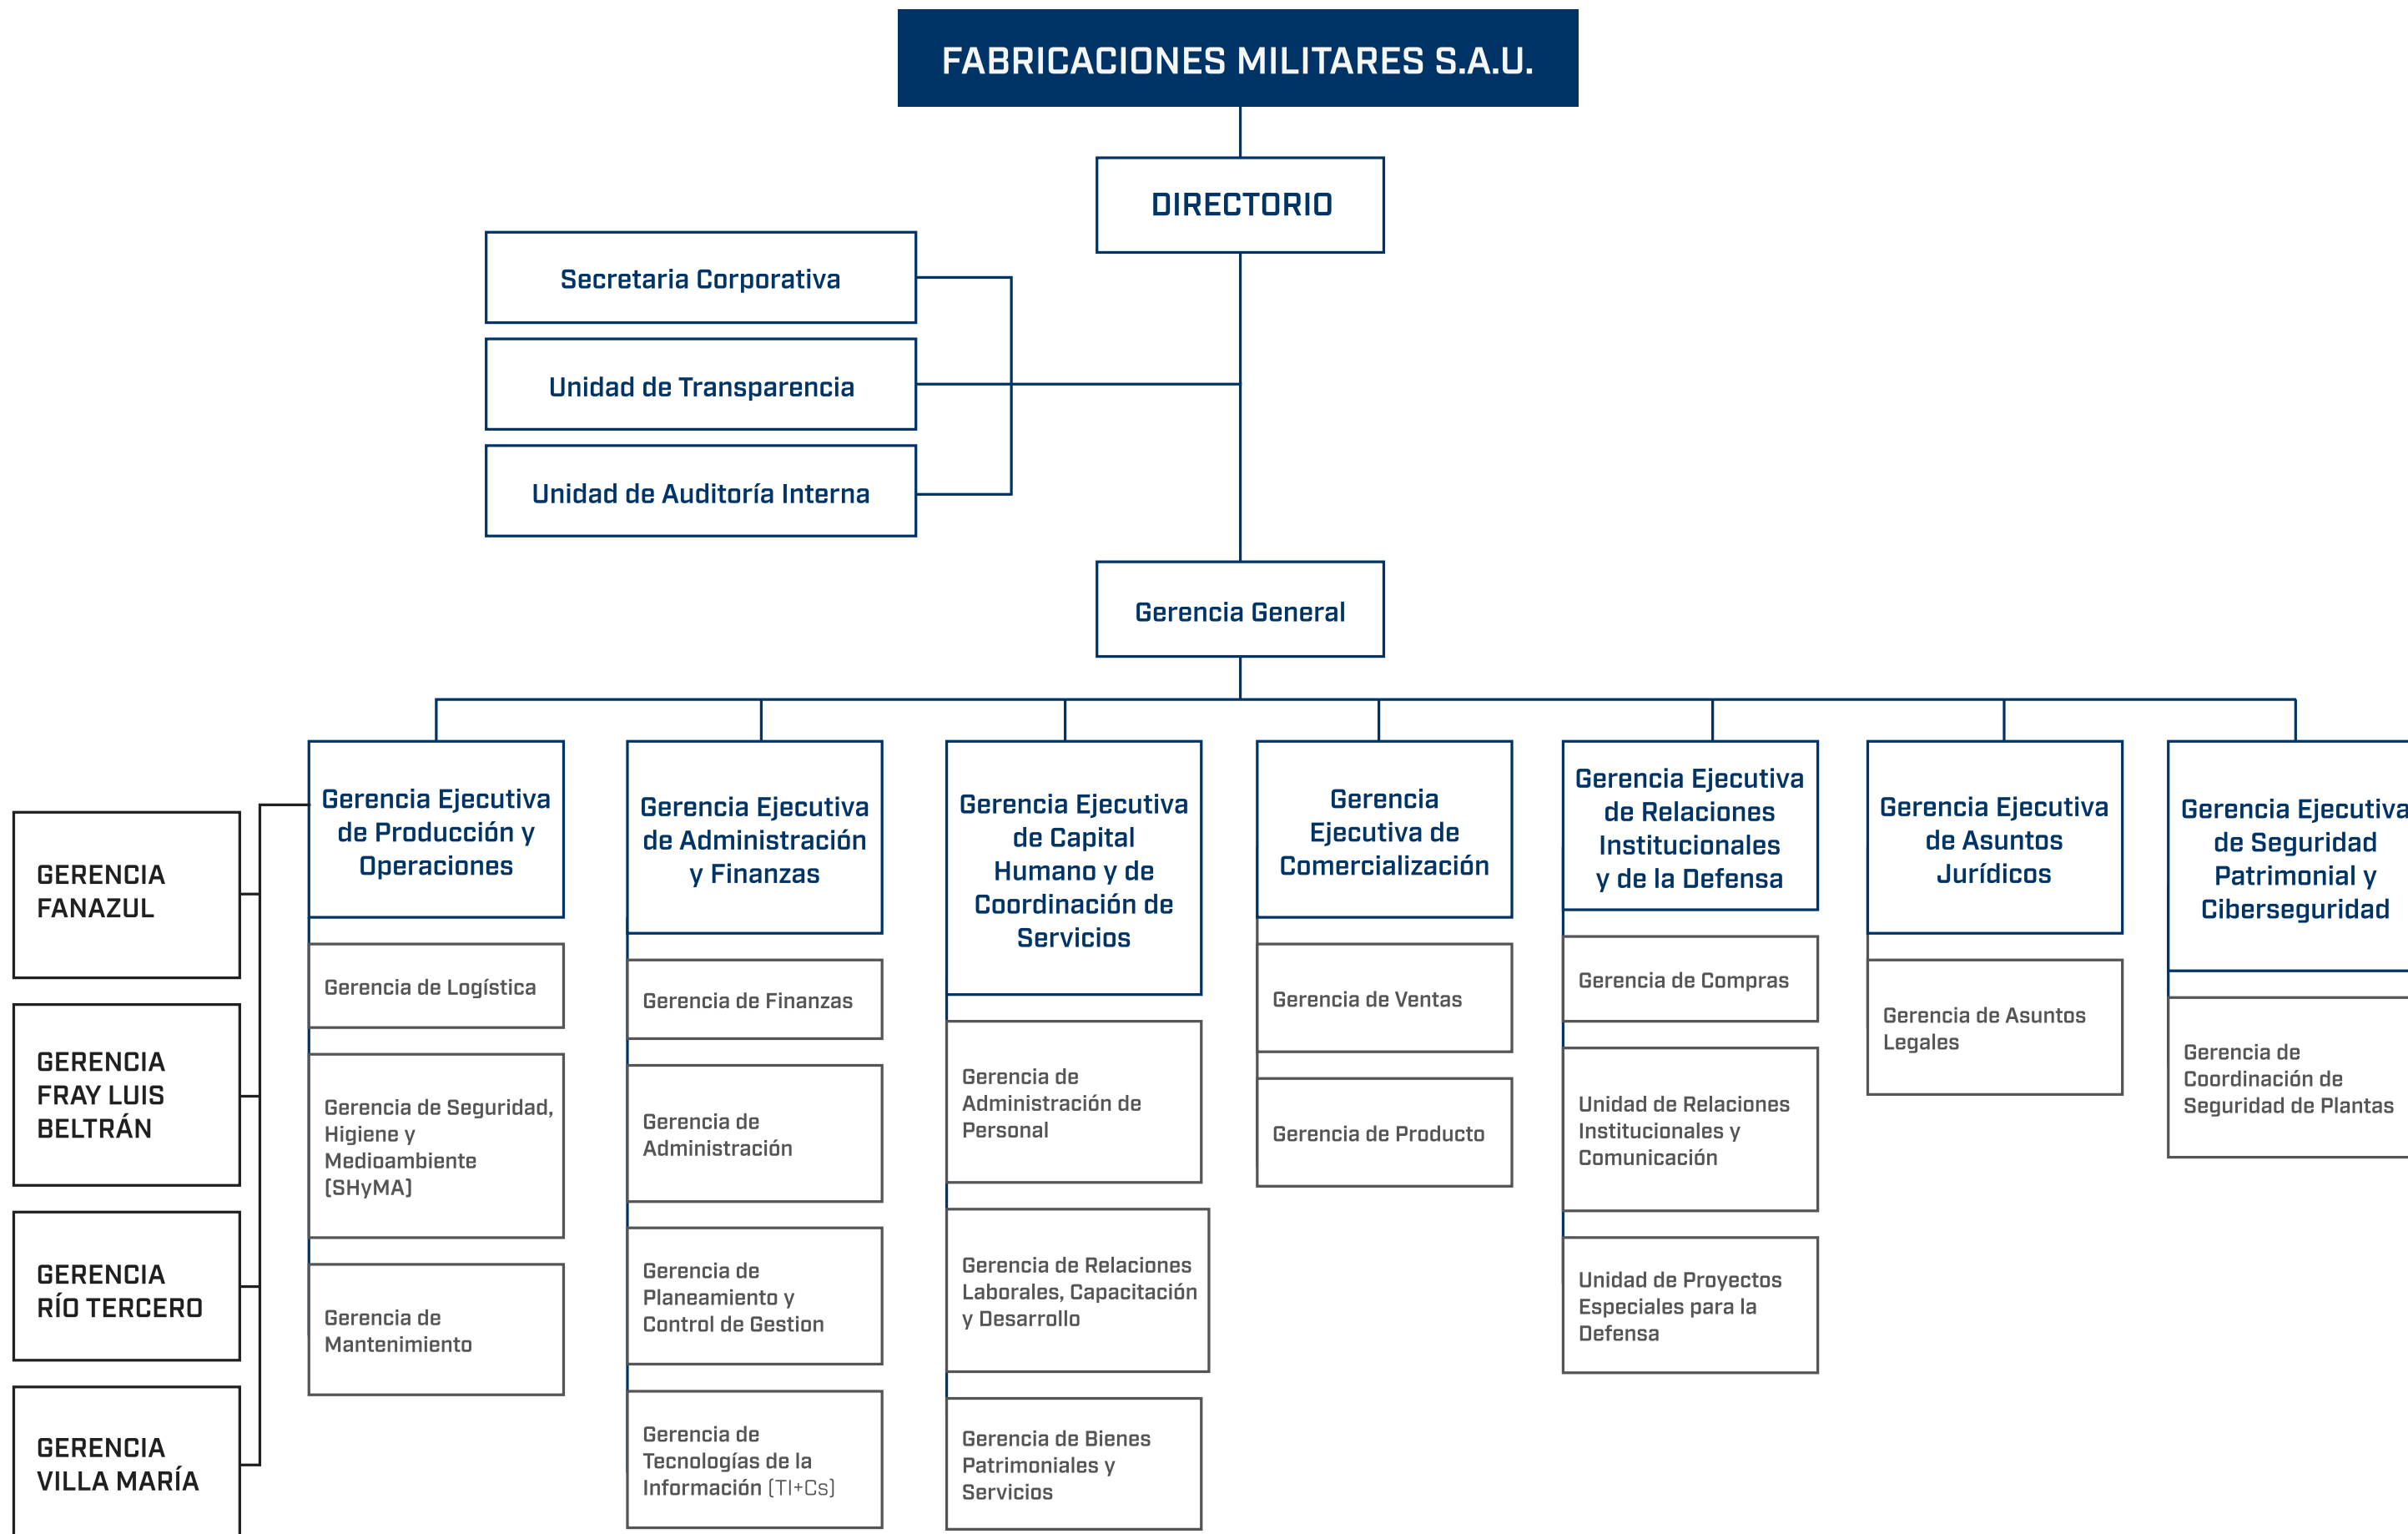 FABRICACIONES MILITARES S.A.U.
DIRECTORIO
Secretaria Corporativa
Unidad de Transparencia
Unidad de Auditoría Interna
Gerencia General
GERENCIA
FANAZUL
GERENCIA
FRAY LUIS
BELTRÁN
GERENCIA
RÍO TERCERO
GERENCIA
VILLA MARÍA
Gerencia Ejecutiva
de Producción y
Operaciones
Gerencia de Logística
Gerencia de Seguridad,
Higiene y
Medioambiente
(SHyMA)
Gerencia de
Mantenimiento
Gerencia Ejecutiva
de Administración
y Finanzas
Gerencia de Finanzas
Gerencia de
Administración
Gerencia de
Planeamiento y
Control de Gestion
Gerencia de
Tecnologías de la
Información (TI+Cs)
Gerencia Ejecutiva
de Capital
Humano y de
Coordinación de
Servicios
Gerencia de
Administración de
Personal
Gerencia de Relaciones
Laborales, Capacitación
y Desarrollo
Gerencia de Bienes
Patrimoniales y
Servicios
Gerencia
Ejecutiva de
Comercialización
Gerencia de Ventas
Gerencia de Producto
Gerencia Ejecutiva
de Relaciones
Institucionales
y de la Defensa
Gerencia de Compras
Unidad de Relaciones
Institucionales y
Comunicación
Unidad de Proyectos
Especiales para la
Defensa
Gerencia Ejecutiva
de Asuntos
Jurídicos
Gerencia de Asuntos
Legales
Gerencia Ejecutiva
de Seguridad
Patrimonial y
Ciberseguridad
Gerencia de
Coordinación de
Seguridad de Plantas